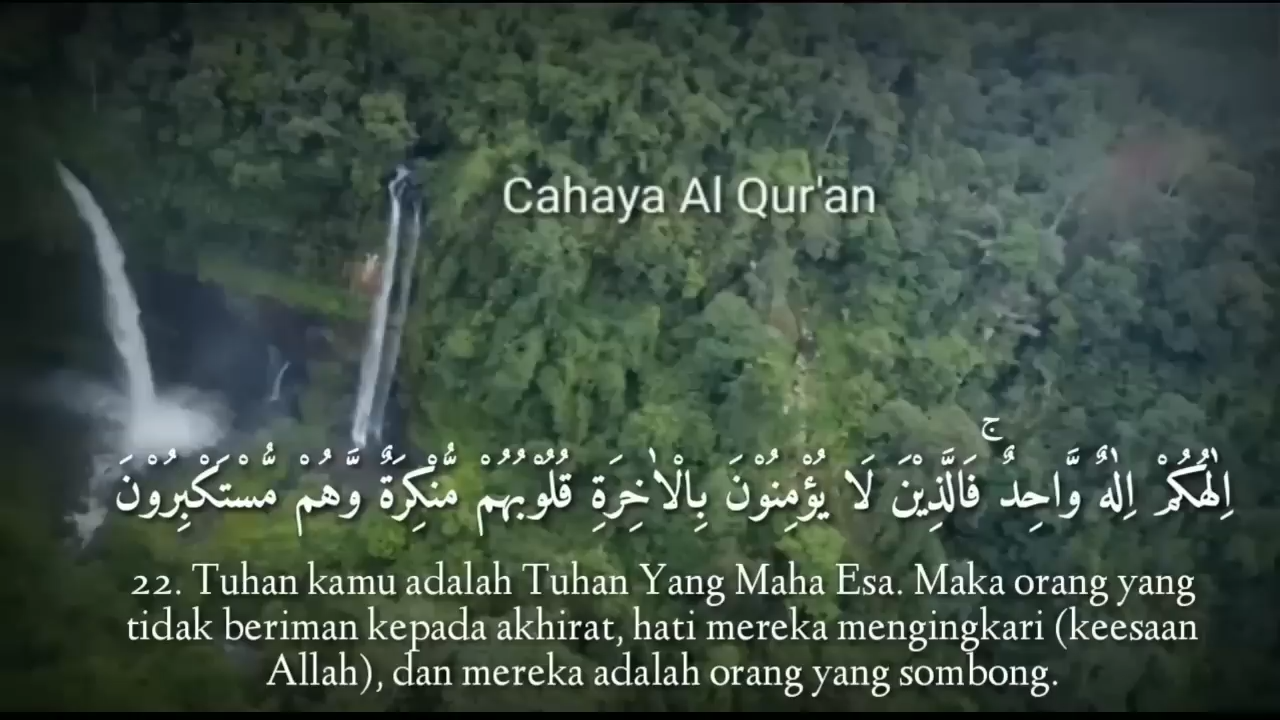 Cahaya Al Qur'an
اِلٰهُكُمْ اِلٰهٌ وَّاحِدٌ ۚ فَالَّذِيْنَ لَا يُؤْمِنُوْنَ بِالْاٰخِرَةِ قُلُوْبُهُمْ مُّنْكِرَةٌ وَّهُمْ مُّسْتَكْبِرُوْنَ
22. Tuhan kamu adalah Tuhan Yang Maha Esa. Maka orang yang
tidak beriman kepada akhirat, hati mereka mengingkari (keesaan
Allah), dan mereka adalah orang yang sombong.